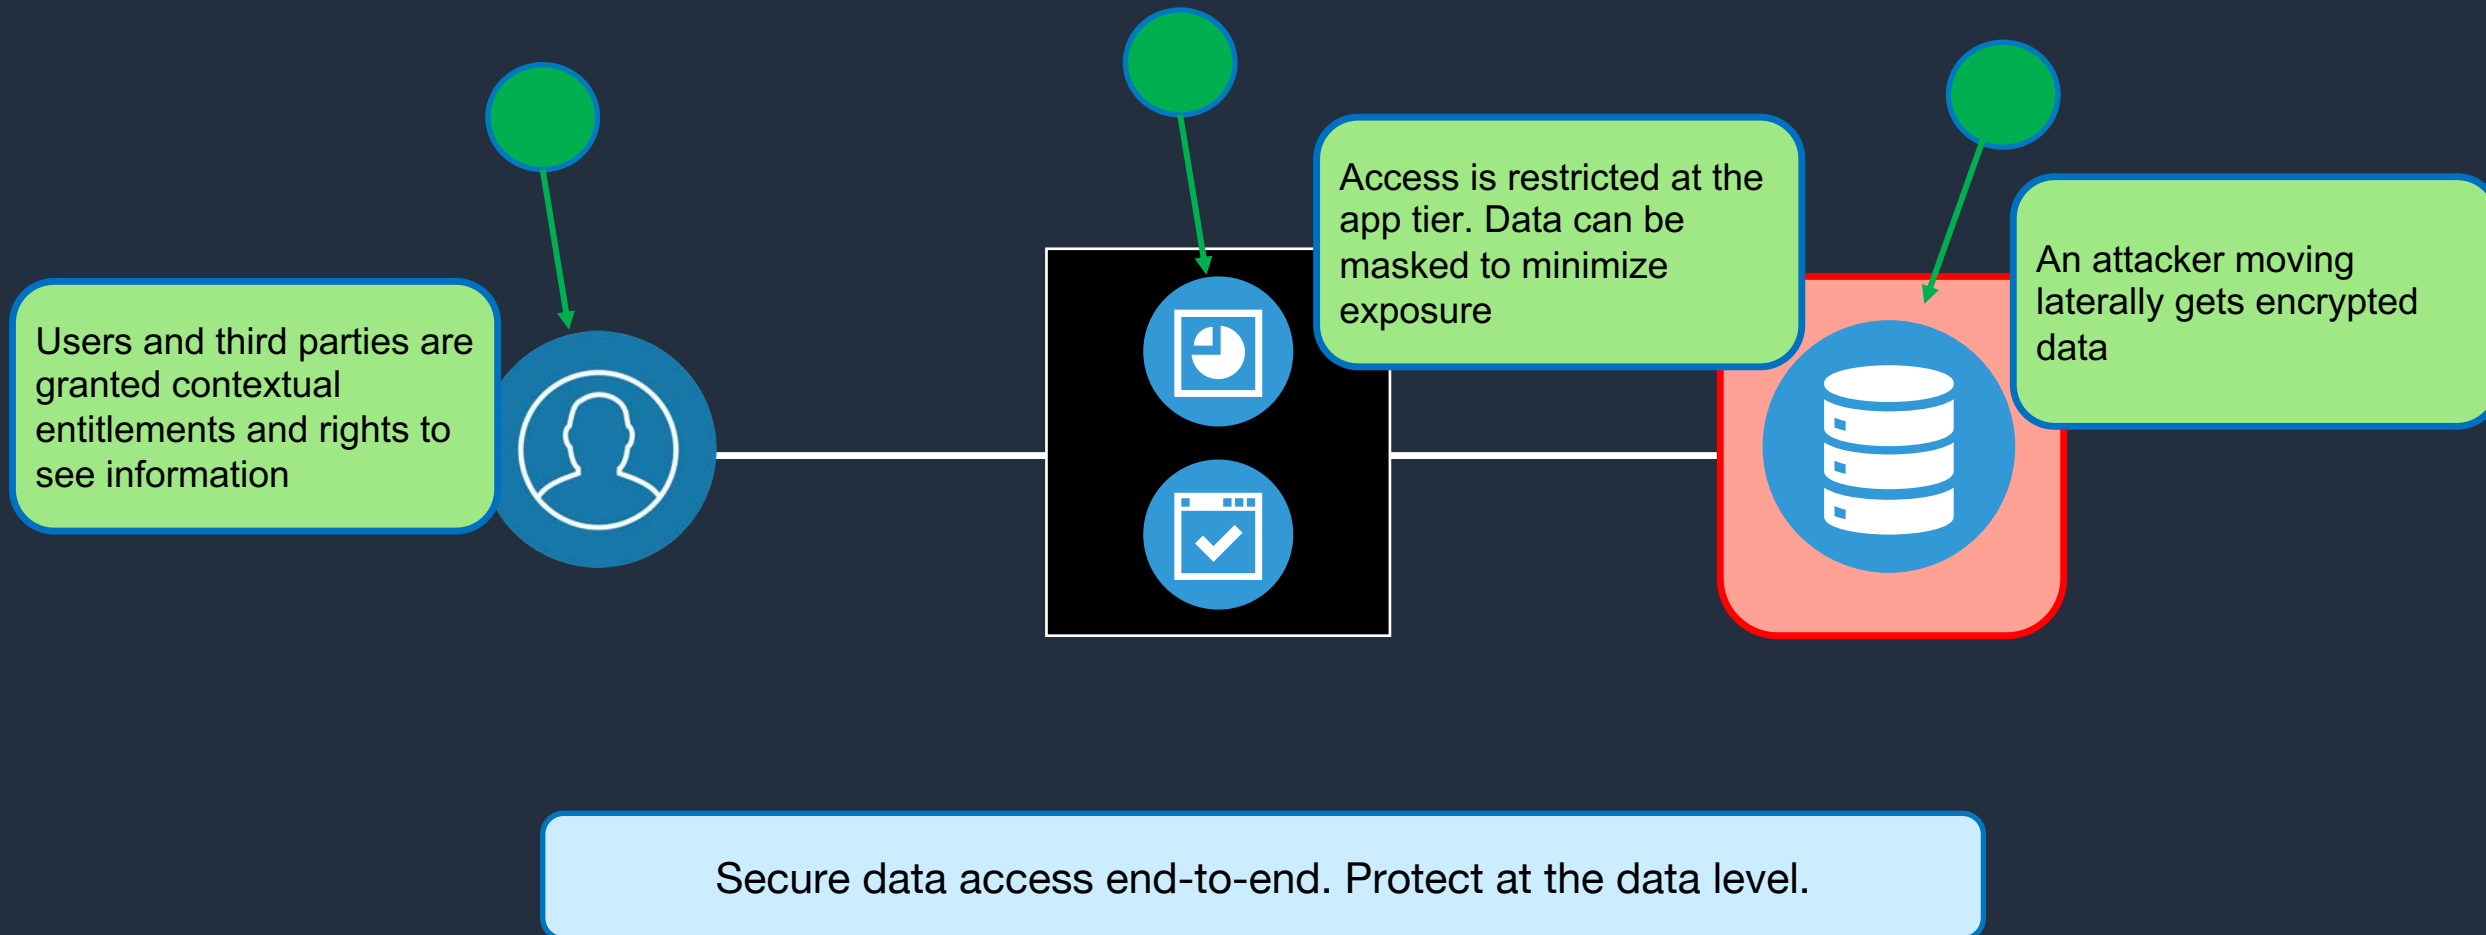 Users and third parties are
granted contextual
entitlements and rights to
see information
Access is restricted at the
app tier. Data can be
masked to minimize
exposure
An attacker moving
laterally gets encrypted
data
Secure data access end-to-end. Protect at the data level.